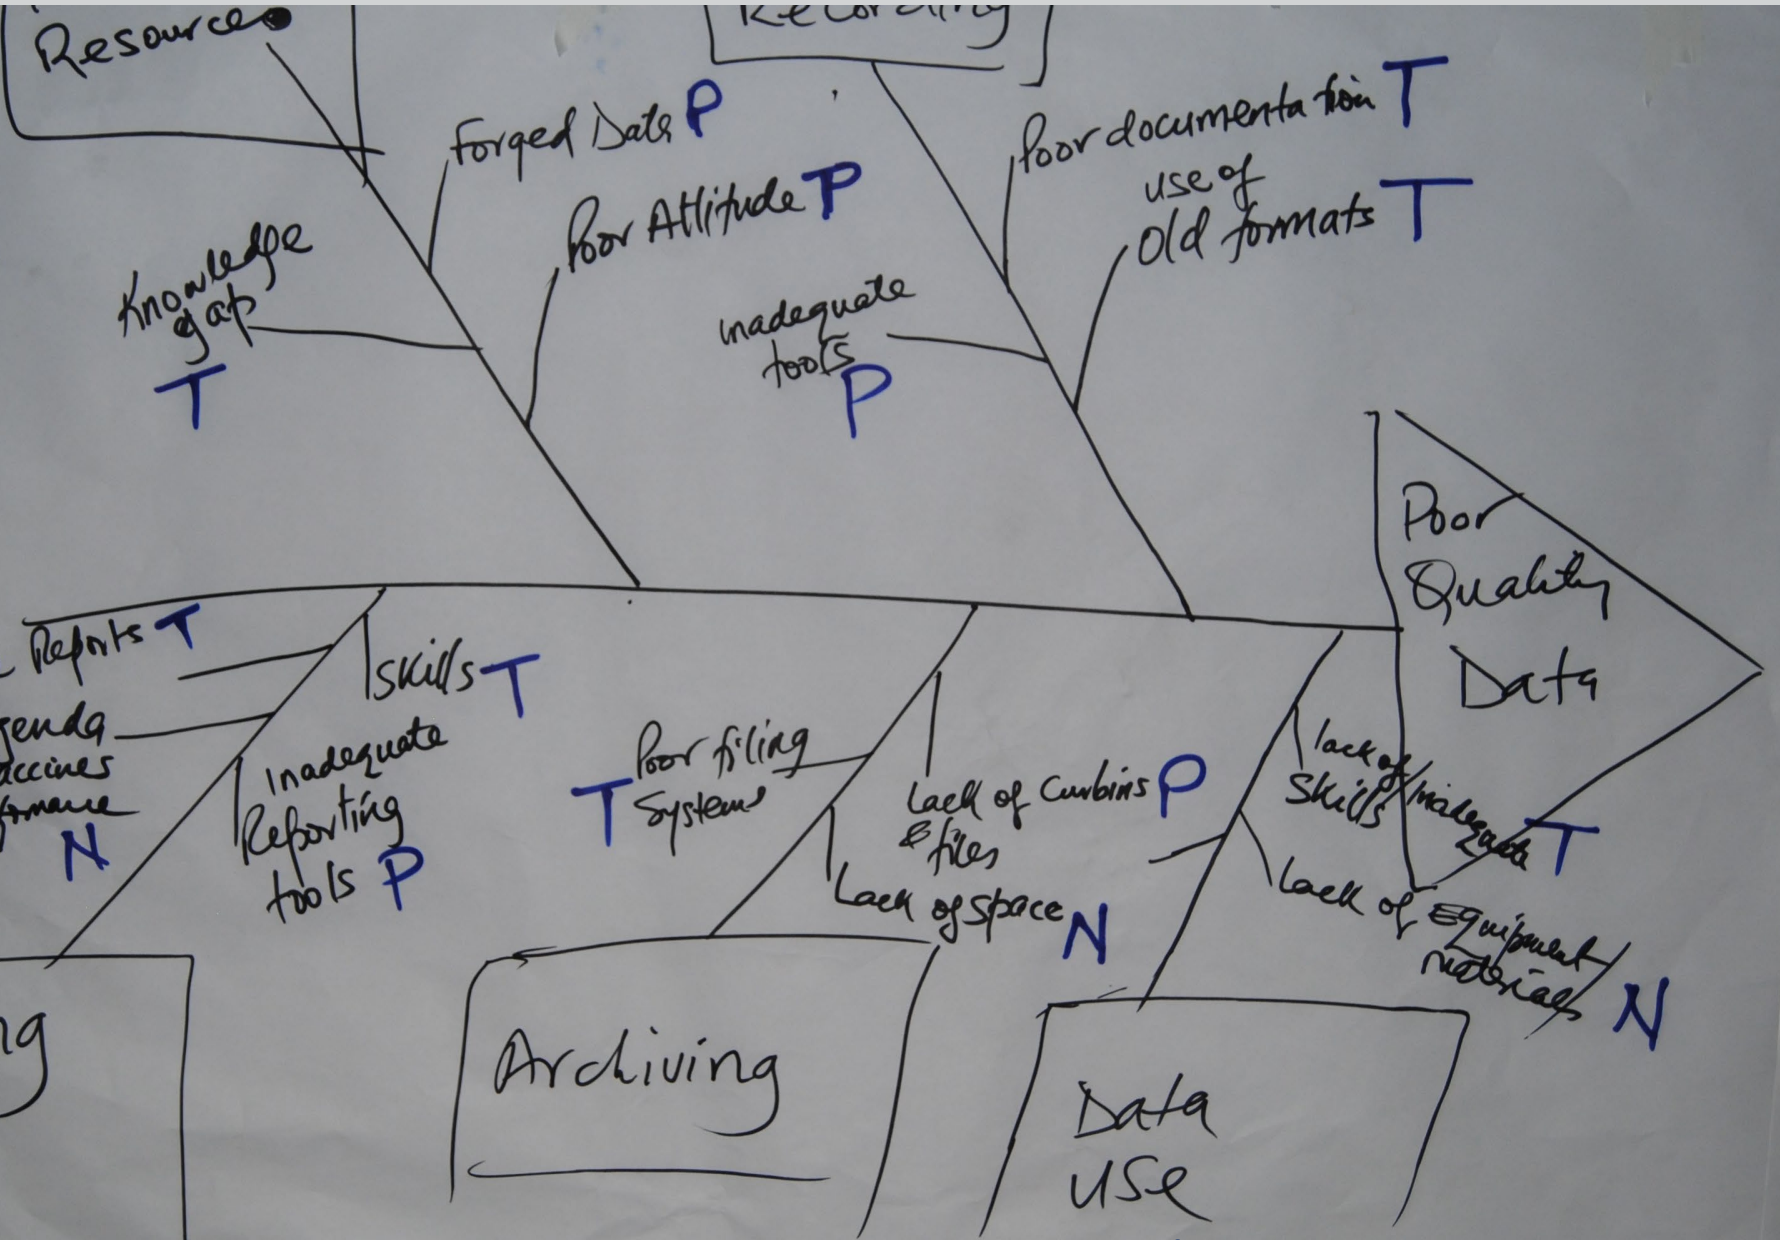 Resources
Recording
Forged Data P
Poor Attitude P
Knowledge
gap
T
Poor documentation T
use of
Old formats T
inadequate
tools
P
Poor
Quality
Data
Reports T
Skills T
Inadequate
Reporting
tools P
N
Poor filing
Systems
T
Lack of Curbins P
& files
Lack of space N
lack of
Skills / inadequate T
Lack of Equipment /
materials N
Archiving
Data
Use